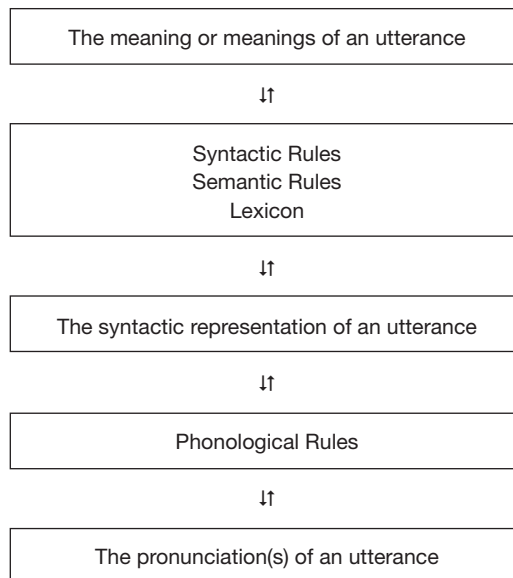 The meaning or meanings of an utterance
Syntactic Rules
Semantic Rules
Lexicon
The syntactic representation of an utterance
Phonological Rules
The pronunciation(s) of an utterance